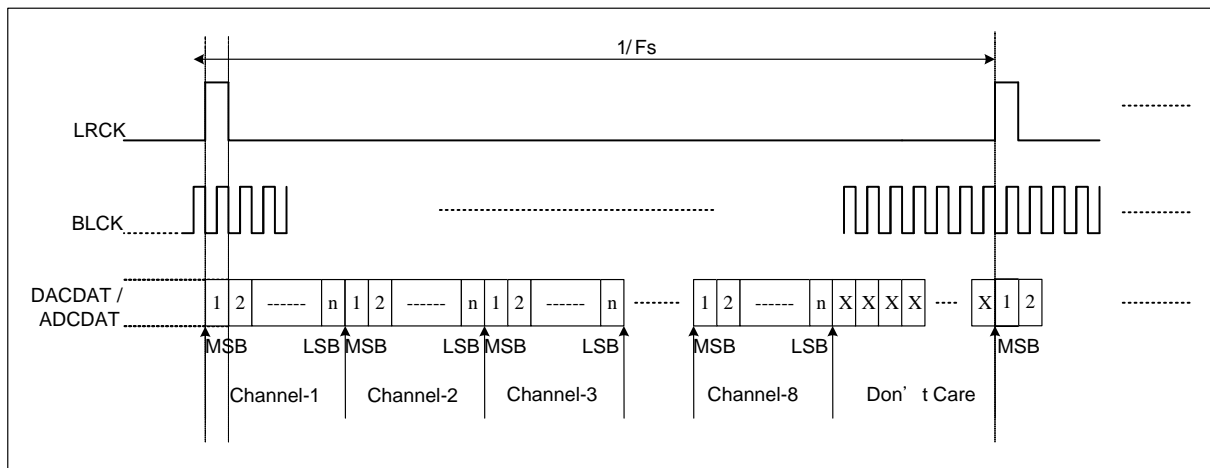 1/ Fs
LRCK
BLCK
DACDAT / ADCDAT
1 2 ------ n 1 2 ------ n 1 2 ------ n 1 2 ------ n X X X X X 1 2
MSB LSB MSB LSB MSB LSB MSB LSB MSB
Channel-1 Channel-2 Channel-3 Channel-8 Don' t Care